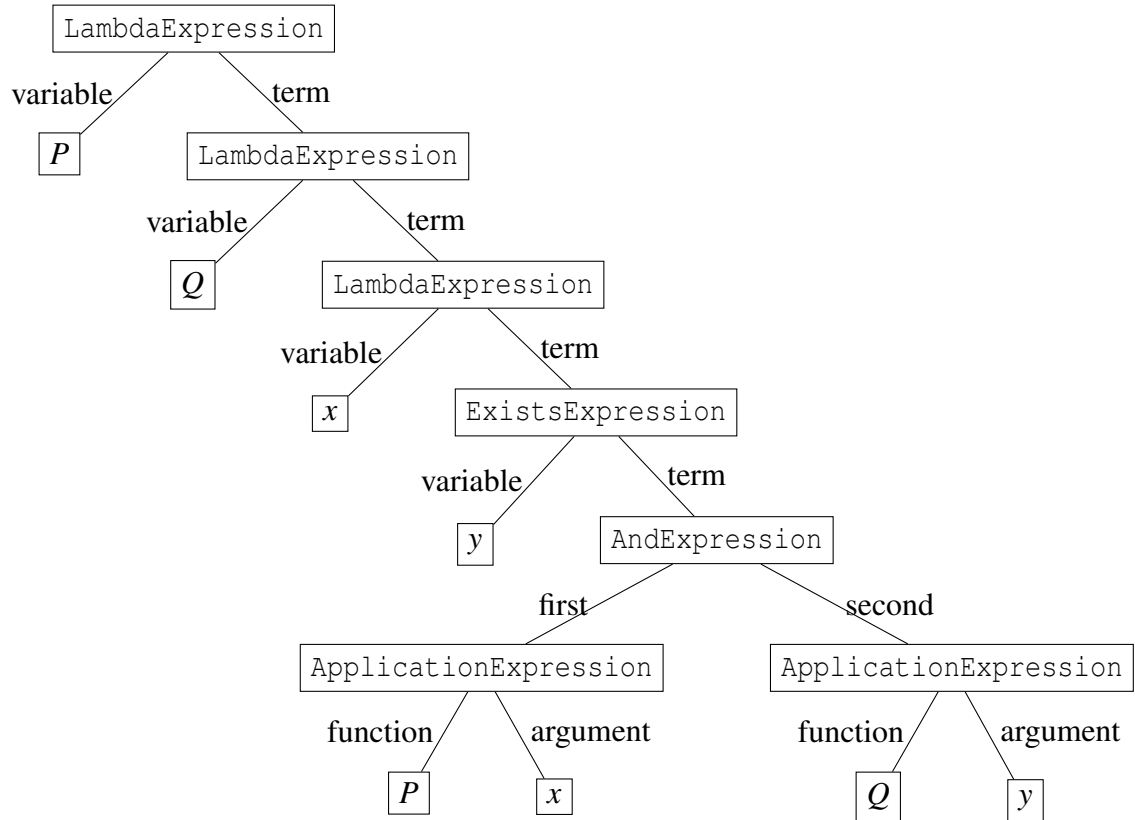 LambdaExpression
variable term
P LambdaExpression
variable term
Q LambdaExpression
variable term
x ExistsExpression
variable term
y AndExpression
first second
ApplicationExpression ApplicationExpression
function argument function argument
P x Q y